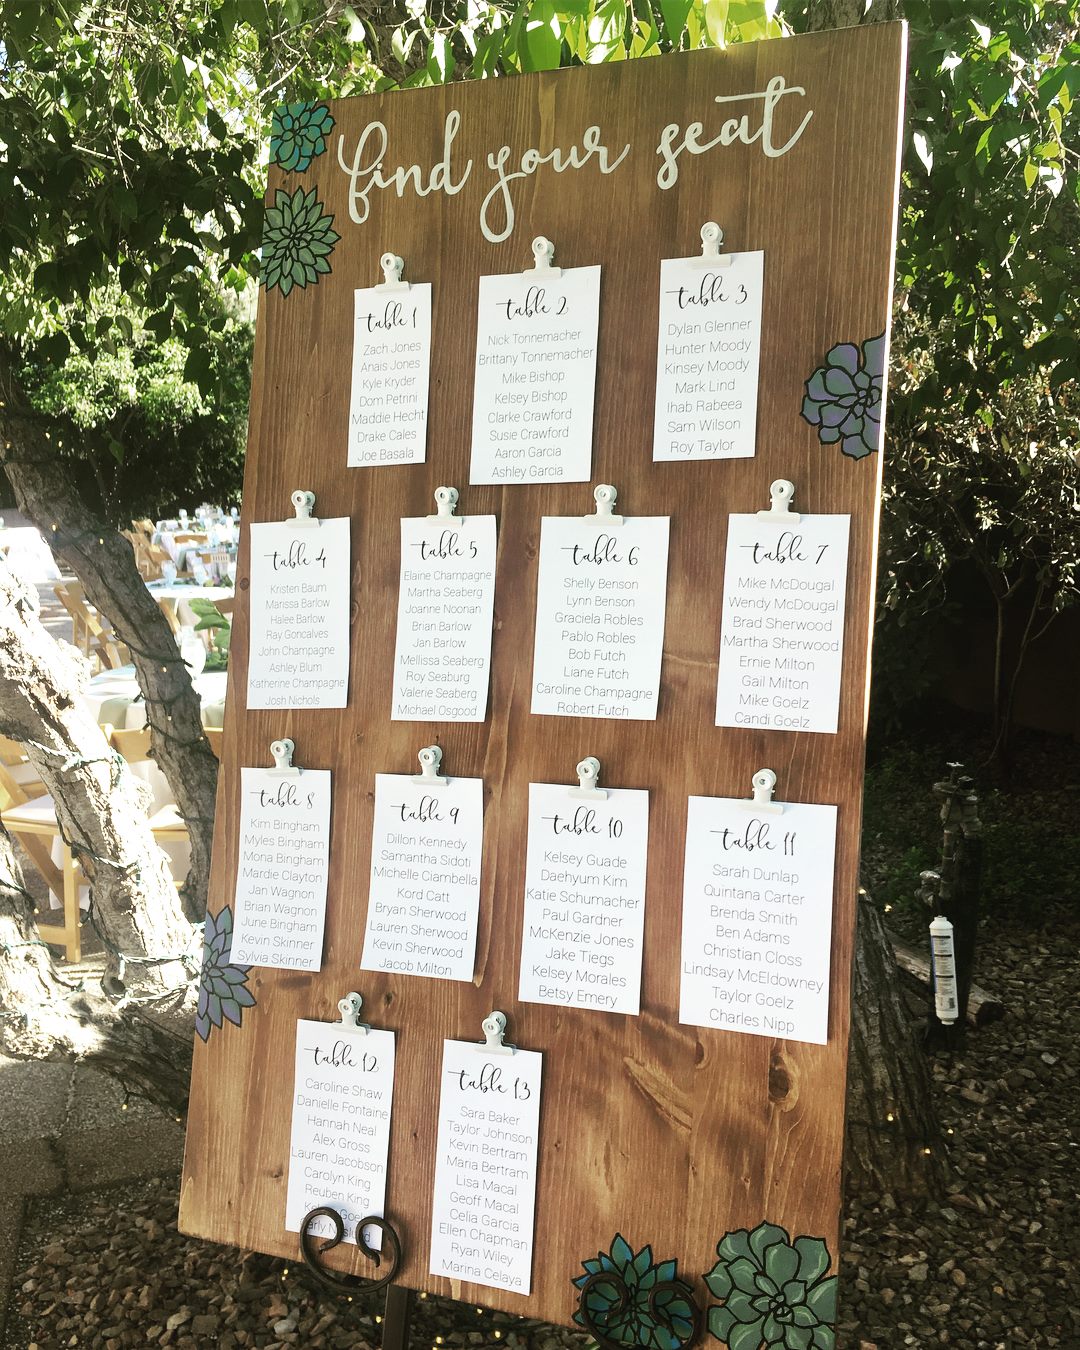 find your seat
table 1
Zach Jones
Anais Jones
Kyle Kryder
Dom Petrini
Maddie Hecht
Drake Cales
Joe Basala
table 2
Nick Tonnemacher
Brittany Tonnemacher
Mike Bishop
Kelsey Bishop
Clarke Crawford
Susie Crawford
Aaron Garcia
Ashley Garcia
table 3
Dylan Glenner
Hunter Moody
Kinsey Moody
Mark Lind
Ihab Rabeea
Sam Wilson
Roy Taylor
table 4
Kristen Baum
Marissa Barlow
Halee Barlow
Ray Goncalves
John Champagne
Ashley Blum
Katherine Champagne
Josh Nichols
table 5
Elaine Champagne
Martha Seaberg
Joanne Noonan
Brian Barlow
Jan Barlow
Mellissa Seaberg
Roy Seaburg
Valerie Seaberg
Michael Osgood
table 6
Shelly Benson
Lynn Benson
Graciela Robles
Pablo Robles
Bob Futch
Liane Futch
Caroline Champagne
Robert Futch
table 7
Mike McDougal
Wendy McDougal
Brad Sherwood
Martha Sherwood
Ernie Milton
Gail Milton
Mike Goelz
Candi Goelz
table 8
Kim Bingham
Myles Bingham
Mona Bingham
Mardie Clayton
Jan Wagnon
Brian Wagnon
June Bingham
Kevin Skinner
Sylvia Skinner
table 9
Dillon Kennedy
Samantha Sidoti
Michelle Ciambella
Kord Catt
Bryan Sherwood
Lauren Sherwood
Kevin Sherwood
Jacob Milton
table 10
Kelsey Guade
Daehyum Kim
Katie Schumacher
Paul Gardner
McKenzie Jones
Jake Tiegs
Kelsey Morales
Betsy Emery
table 11
Sarah Dunlap
Quintana Carter
Brenda Smith
Ben Adams
Christian Closs
Lindsay McEldowney
Taylor Goelz
Charles Nipp
table 12
Caroline Shaw
Danielle Fontaine
Hannah Neal
Alex Gross
Lauren Jacobson
Carolyn King
Reuben King
table 13
Sara Baker
Taylor Johnson
Kevin Bertram
Maria Bertram
Lisa Macal
Geoff Macal
Celia Garcia
Ellen Chapman
Ryan Wiley
Marina Celaya